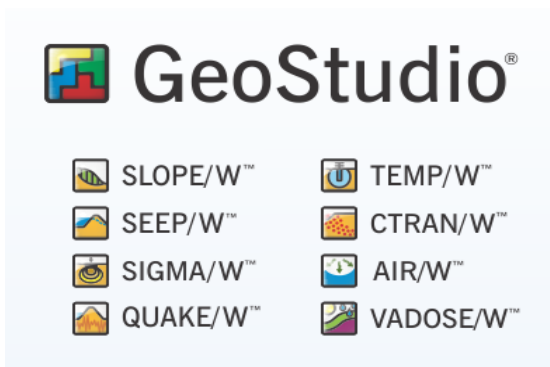 GeoStudio®
SLOPE/W™
SEEP/W™
SIGMA/W™
QUAKE/W™
TEMP/W™
CTRAN/W™
AIR/W™
VADOSE/W™